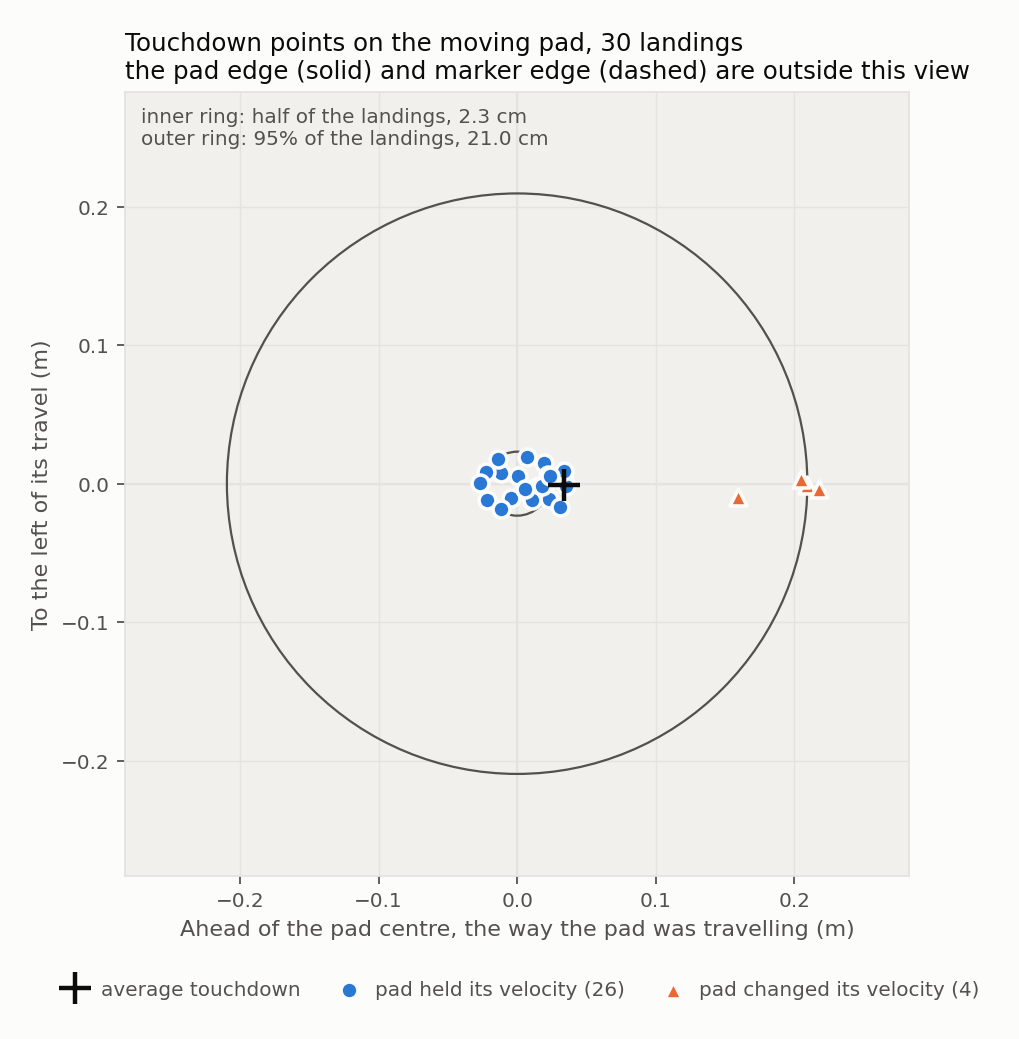 Touchdown points on the moving pad, 30 landings
the pad edge (solid) and marker edge (dashed) are outside this view
inner ring: half of the landings, 2.3 cm
outer ring: 95% of the landings, 21.0 cm
0.2
0.1
0.0
−0.1
−0.2
To the left of its travel (m)
−0.2
−0.1
0.0
0.1
0.2
Ahead of the pad centre, the way the pad was travelling (m)
average touchdown
pad held its velocity (26)
pad changed its velocity (4)